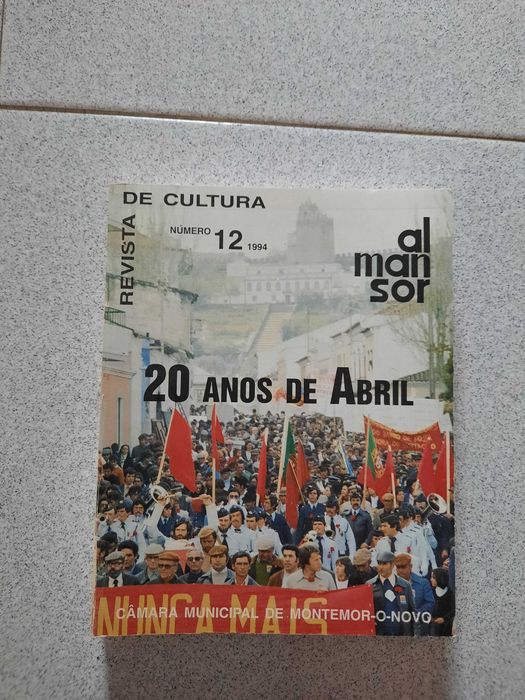 REVISTA
DE CULTURA
NÚMERO 12 1994
al
man
sor
20 ANOS DE ABRIL
CÂMARA MUNICIPAL DE MONTEMOR-O-NOVO
NUNCA MAIS